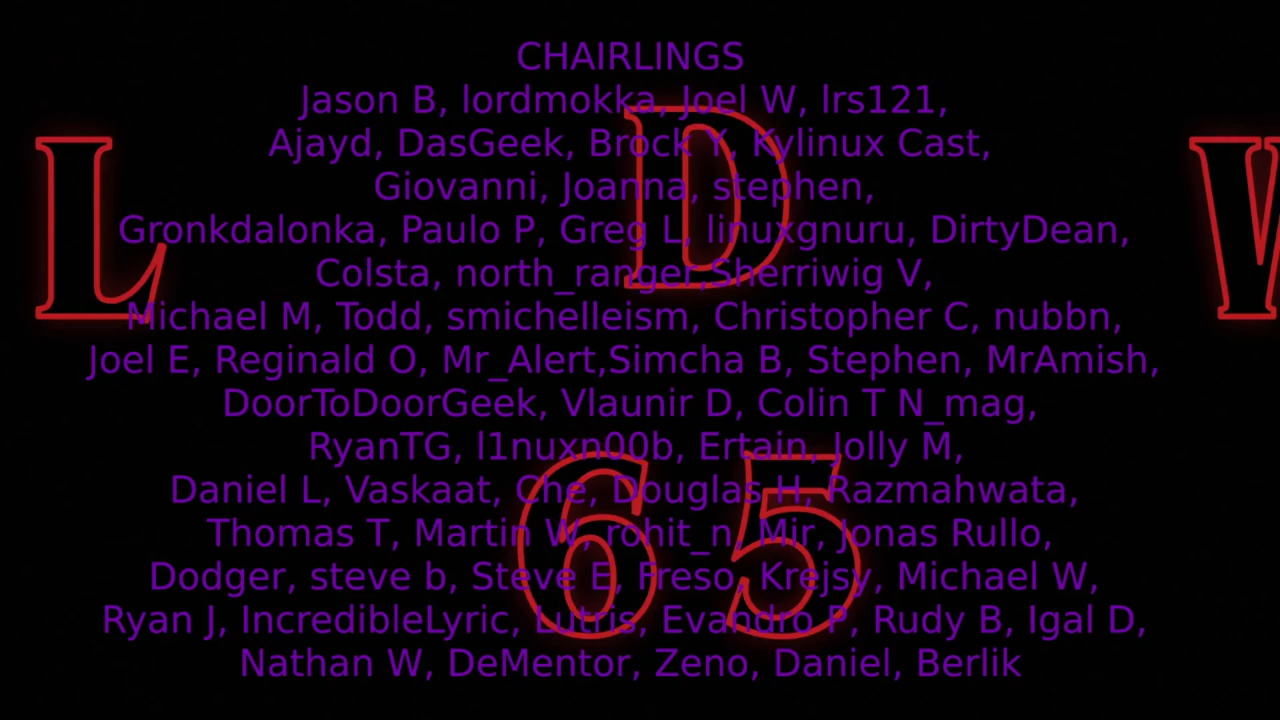 CHAIRLINGS
Jason B, lordmokka, Joel W, lrs121,
Ajayd, DasGeek, Brock Y, Kylinux Cast,
Giovanni, Joanna, stephen,
Gronkdalonka, Paulo P, Greg L, linuxgnuru, DirtyDean,
Colsta, north_ranger,Sherriwig V,
Michael M, Todd, smichelleism, Christopher C, nubbn,
Joel E, Reginald O, Mr_Alert,Simcha B, Stephen, MrAmish,
DoorToDoorGeek, Vlaunir D, Colin T N_mag,
RyanTG, l1nuxn00b, Ertain, Jolly M,
Daniel L, Vaskaat, Che, Douglas H, Razmahwata,
Thomas T, Martin W, rohit_n, Mir, Jonas Rullo,
Dodger, steve b, Steve E, Freso, Krejsy, Michael W,
Ryan J, IncredibleLyric, Lutris, Evandro P, Rudy B, Igal D,
Nathan W, DeMentor, Zeno, Daniel, Berlik
L D W
65